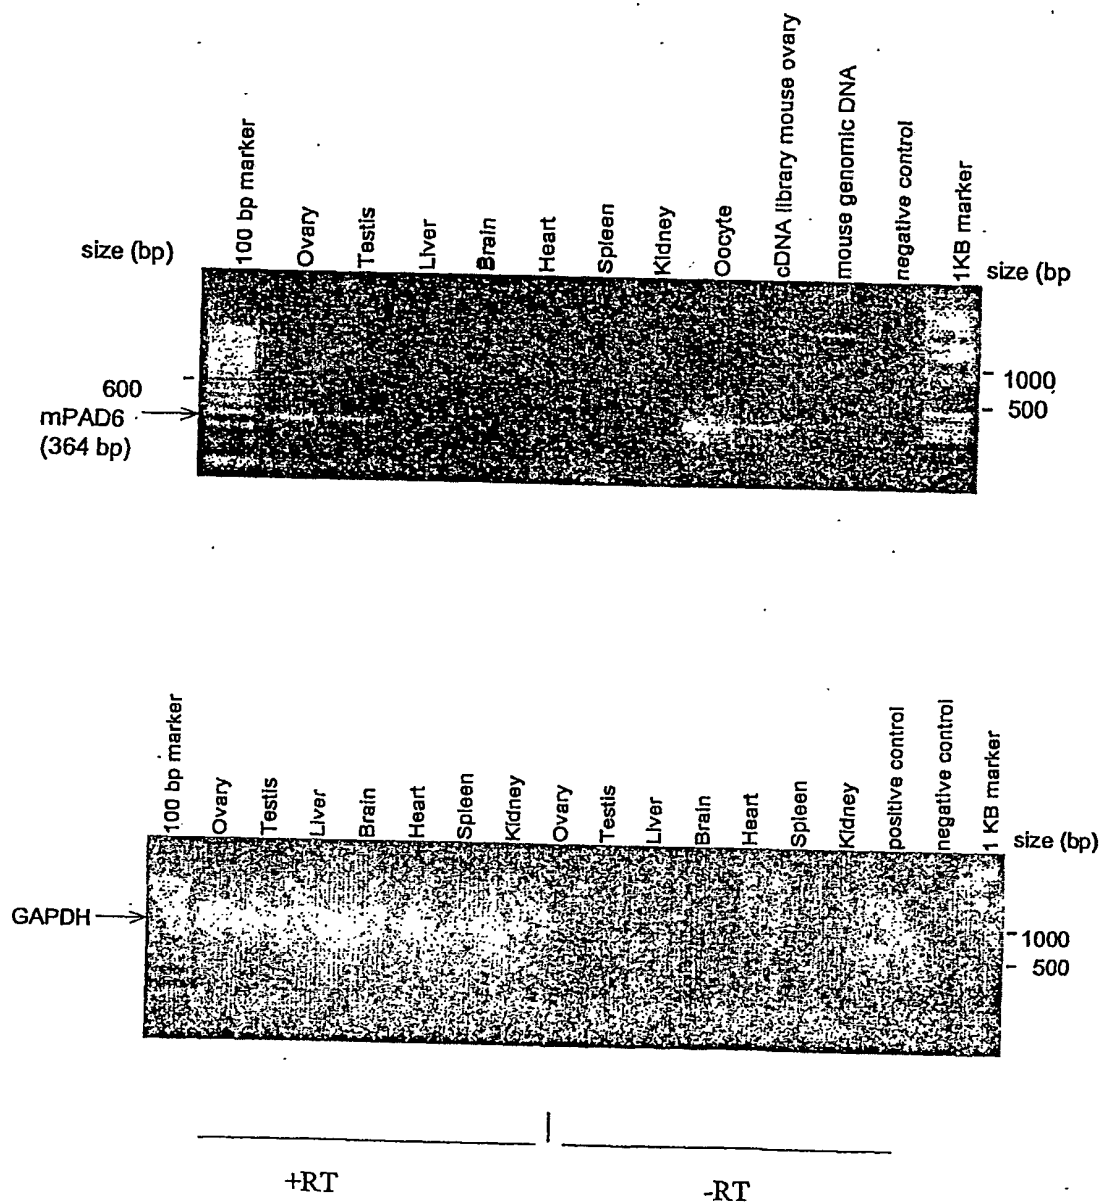 size (bp)
100 bp marker
Ovary
Testis
Liver
Brain
Heart
Spleen
Kidney
Oocyte
cDNA library mouse ovary
mouse genomic DNA
negative control
1KB marker
size (bp
600
mPAD6
(364 bp)
1000
500
100 bp marker
Ovary
Testis
Liver
Brain
Heart
Spleen
Kidney
Ovary
Testis
Liver
Brain
Heart
Spleen
Kidney
positive control
negative control
1 KB marker
size (bp)
GAPDH
1000
500
+RT
-RT